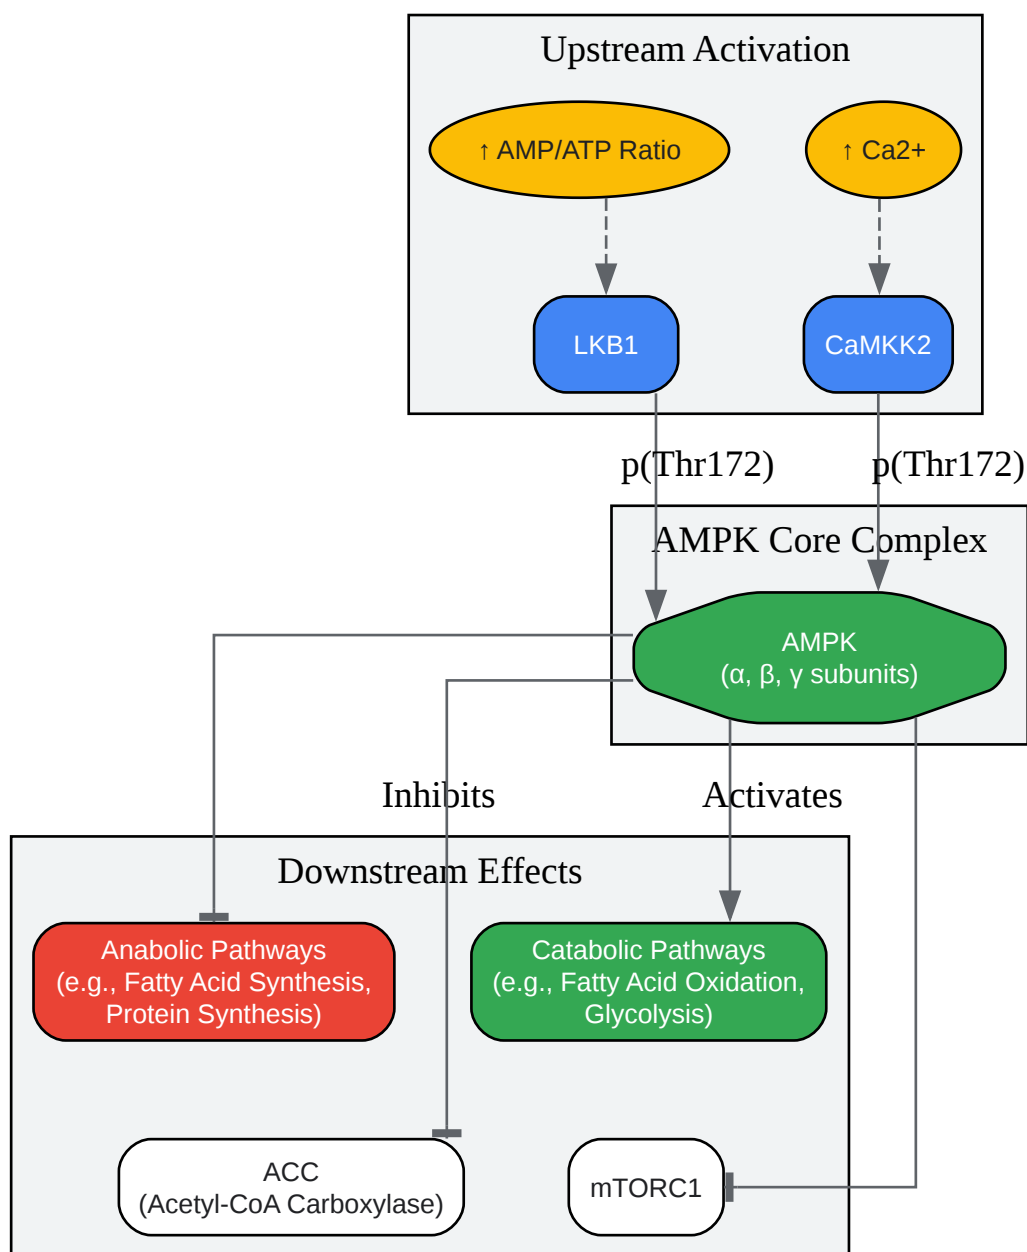 Upstream Activation
↑ AMP/ATP Ratio
↑ Ca2+
LKB1
CaMKK2
p(Thr172)
p(Thr172)
AMPK Core Complex
AMPK
(α, β, γ subunits)
Inhibits
Activates
Downstream Effects
Anabolic Pathways
(e.g., Fatty Acid Synthesis,
Protein Synthesis)
Catabolic Pathways
(e.g., Fatty Acid Oxidation,
Glycolysis)
ACC
(Acetyl-CoA Carboxylase)
mTORC1